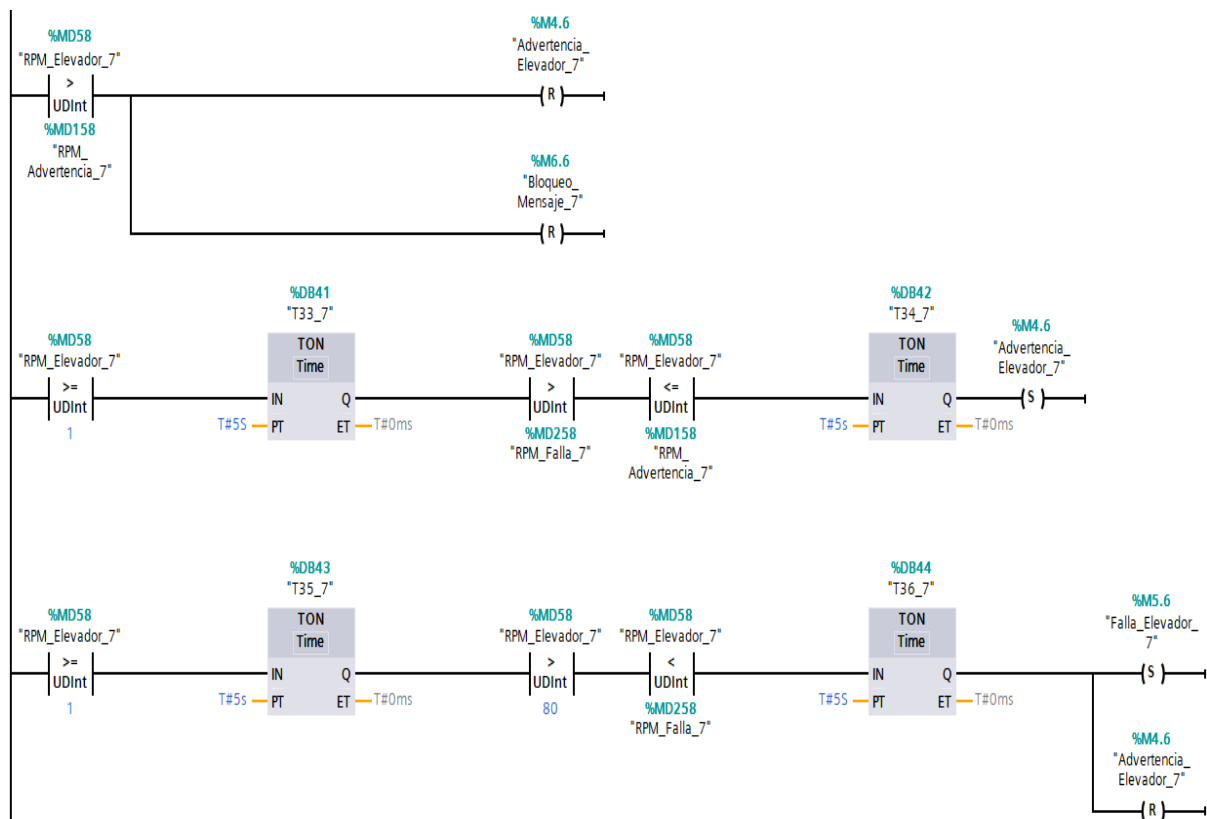 %MD58
"RPM_Elevador_7"
>
UDInt
%MD158
"RPM_
Advertencia_7"
%M4.6
"Advertencia_
Elevador_7"
R
%M6.6
"Bloqueo_
Mensaje_7"
R
%MD58
"RPM_Elevador_7"
>=
UDInt
1
%DB41
"T33_7"
TON
Time
IN Q
T#5S PT ET T#0ms
%MD58
"RPM_Elevador_7"
>
UDInt
%MD258
"RPM_Falla_7"
%MD58
"RPM_Elevador_7"
<=
UDInt
%MD158
"RPM_
Advertencia_7"
%DB42
"T34_7"
TON
Time
IN Q
T#5s PT ET T#0ms
%M4.6
"Advertencia_
Elevador_7"
S
%MD58
"RPM_Elevador_7"
>=
UDInt
1
%DB43
"T35_7"
TON
Time
IN Q
T#5s PT ET T#0ms
%MD58
"RPM_Elevador_7"
>
UDInt
80
%MD58
"RPM_Elevador_7"
<
UDInt
%MD258
"RPM_Falla_7"
%DB44
"T36_7"
TON
Time
IN Q
T#5S PT ET T#0ms
%M5.6
"Falla_Elevador_
7"
S
%M4.6
"Advertencia_
Elevador_7"
R